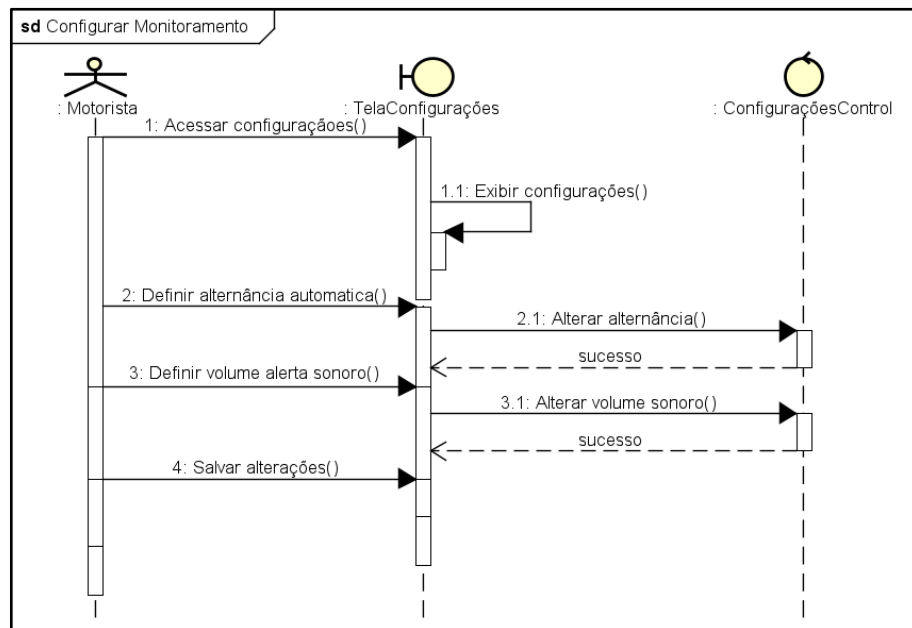 sd Configurar Monitoramento
: Motorista
: TelaConfigurações
: ConfiguraçõesControl
1: Acessar configuraçãoes()
1.1: Exibir configurações()
2: Definir alternância automatica()
2.1: Alterar alternância()
sucesso
3: Definir volume alerta sonoro()
3.1: Alterar volume sonoro()
sucesso
4: Salvar alterações()